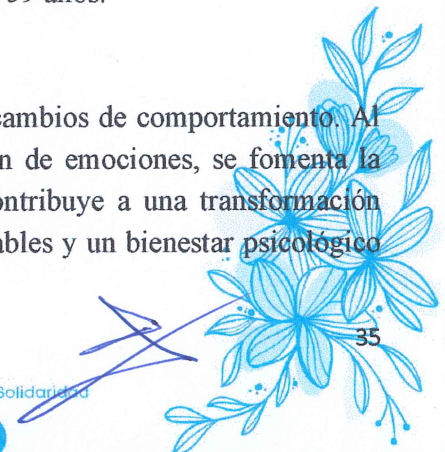 59 años.
cambios de comportamiento. Al
n de emociones, se fomenta la
ontribuye a una transformación
ables y un bienestar psicológico
35
Solidaridad